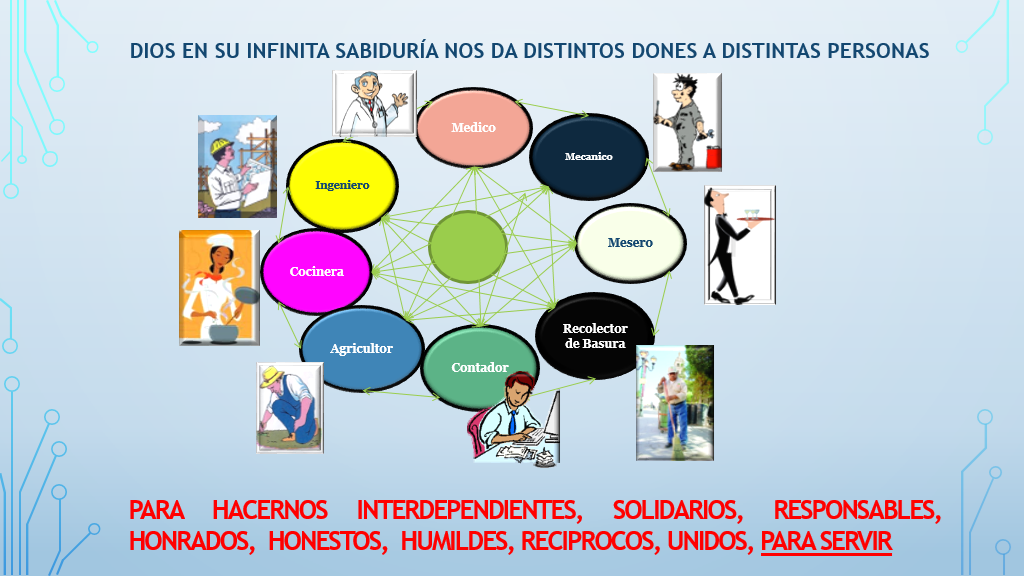 DIOS EN SU INFINITA SABIDURÍA NOS DA DISTINTOS DONES A DISTINTAS PERSONAS
Medico
Mecanico
Ingeniero
Mesero
Cocinera
Recolector
de Basura
Agricultor
Contador
PARA HACERNOS INTERDEPENDIENTES, SOLIDARIOS, RESPONSABLES,
HONRADOS, HONESTOS, HUMILDES, RECIPROCOS, UNIDOS, PARA SERVIR